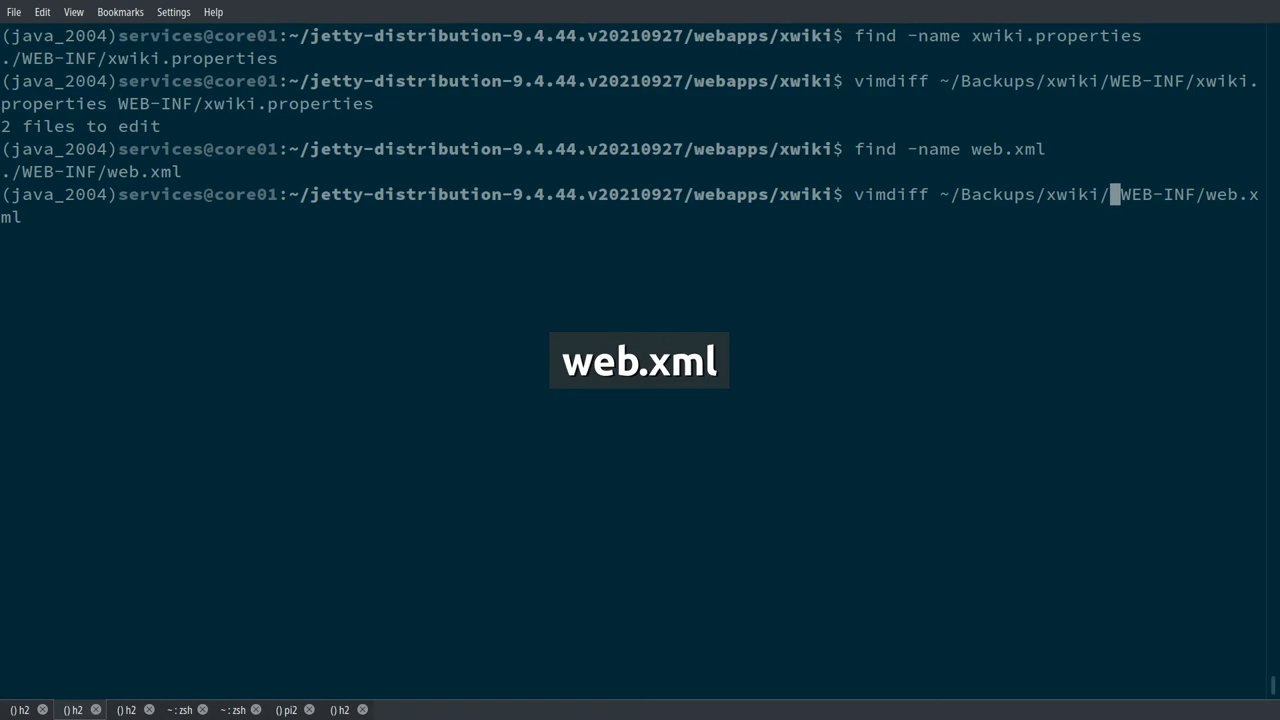 File Edit View Bookmarks Settings Help
(java_2004)services@core01:~/jetty-distribution-9.4.44.v20210927/webapps/xwiki$ find -name xwiki.properties
./WEB-INF/xwiki.properties
(java_2004)services@core01:~/jetty-distribution-9.4.44.v20210927/webapps/xwiki$ vimdiff ~/Backups/xwiki/WEB-INF/xwiki.
properties WEB-INF/xwiki.properties
2 files to edit
(java_2004)services@core01:~/jetty-distribution-9.4.44.v20210927/webapps/xwiki$ find -name web.xml
./WEB-INF/web.xml
(java_2004)services@core01:~/jetty-distribution-9.4.44.v20210927/webapps/xwiki$ vimdiff ~/Backups/xwiki/ WEB-INF/web.x
ml
web.xml
() h2 () h2 () h2 ~ : zsh ~ : zsh () pi2 () h2